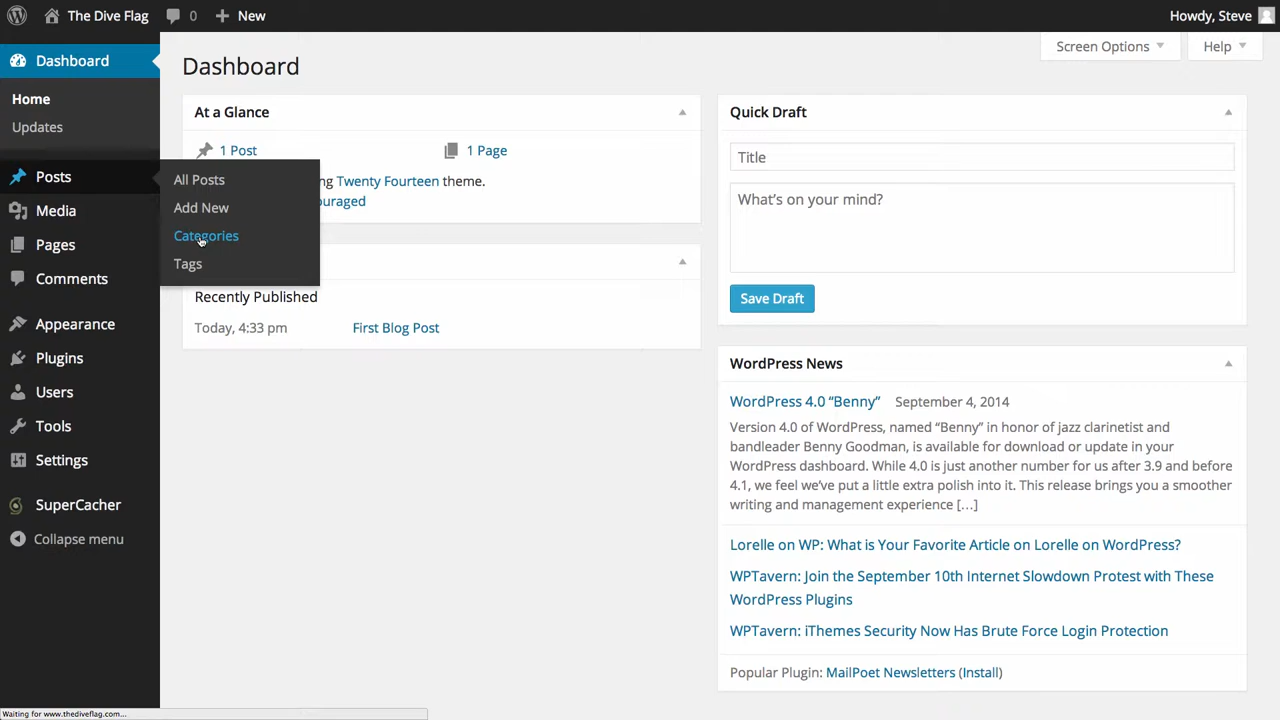 The Dive Flag 0 New Howdy, Steve
Dashboard
Home
Updates
Posts
All Posts
Add New
Categories
Tags
Media
Pages
Comments
Appearance
Plugins
Users
Tools
Settings
SuperCacher
Collapse menu
Screen Options Help
Dashboard
At a Glance
1 Post 1 Page
ng Twenty Fourteen theme.
ouraged
Recently Published
Today, 4:33 pm First Blog Post
Quick Draft
Title
What's on your mind?
Save Draft
WordPress News
WordPress 4.0 “Benny” September 4, 2014
Version 4.0 of WordPress, named “Benny” in honor of jazz clarinetist and
bandleader Benny Goodman, is available for download or update in your
WordPress dashboard. While 4.0 is just another number for us after 3.9 and before
4.1, we feel we’ve put a little extra polish into it. This release brings you a smoother
writing and management experience […]
Lorelle on WP: What is Your Favorite Article on Lorelle on WordPress?
WPTavern: Join the September 10th Internet Slowdown Protest with These
WordPress Plugins
WPTavern: iThemes Security Now Has Brute Force Login Protection
Popular Plugin: MailPoet Newsletters (Install)
Waiting for www.thediveflag.com...